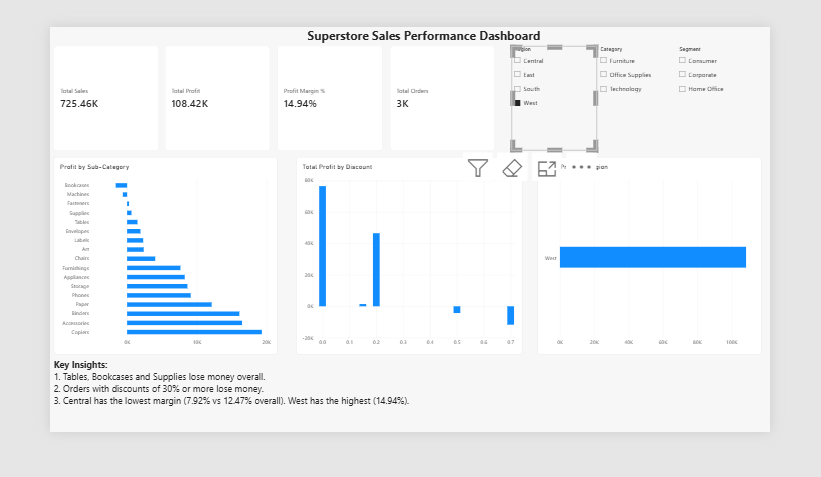 Superstore Sales Performance Dashboard
Total Sales
725.46K
Total Profit
108.42K
Profit Margin %
14.94%
Total Orders
3K
Central
East
South
West
Category
Furniture
Office Supplies
Technology
Segment
Consumer
Corporate
Home Office
Profit by Sub-Category
Bookcases
Machines
Fasteners
Supplies
Tables
Envelopes
Labels
Art
Chairs
Furnishings
Appliances
Storage
Phones
Paper
Binders
Accessories
Copiers
0K 10K 20K
Total Profit by Discount
80K
60K
40K
20K
0K
-20K
0.0 0.1 0.2 0.3 0.4 0.5 0.6 0.7
West
0K 20K 40K 60K 80K 100K
Key Insights:
1. Tables, Bookcases and Supplies lose money overall.
2. Orders with discounts of 30% or more lose money.
3. Central has the lowest margin (7.92% vs 12.47% overall). West has the highest (14.94%).